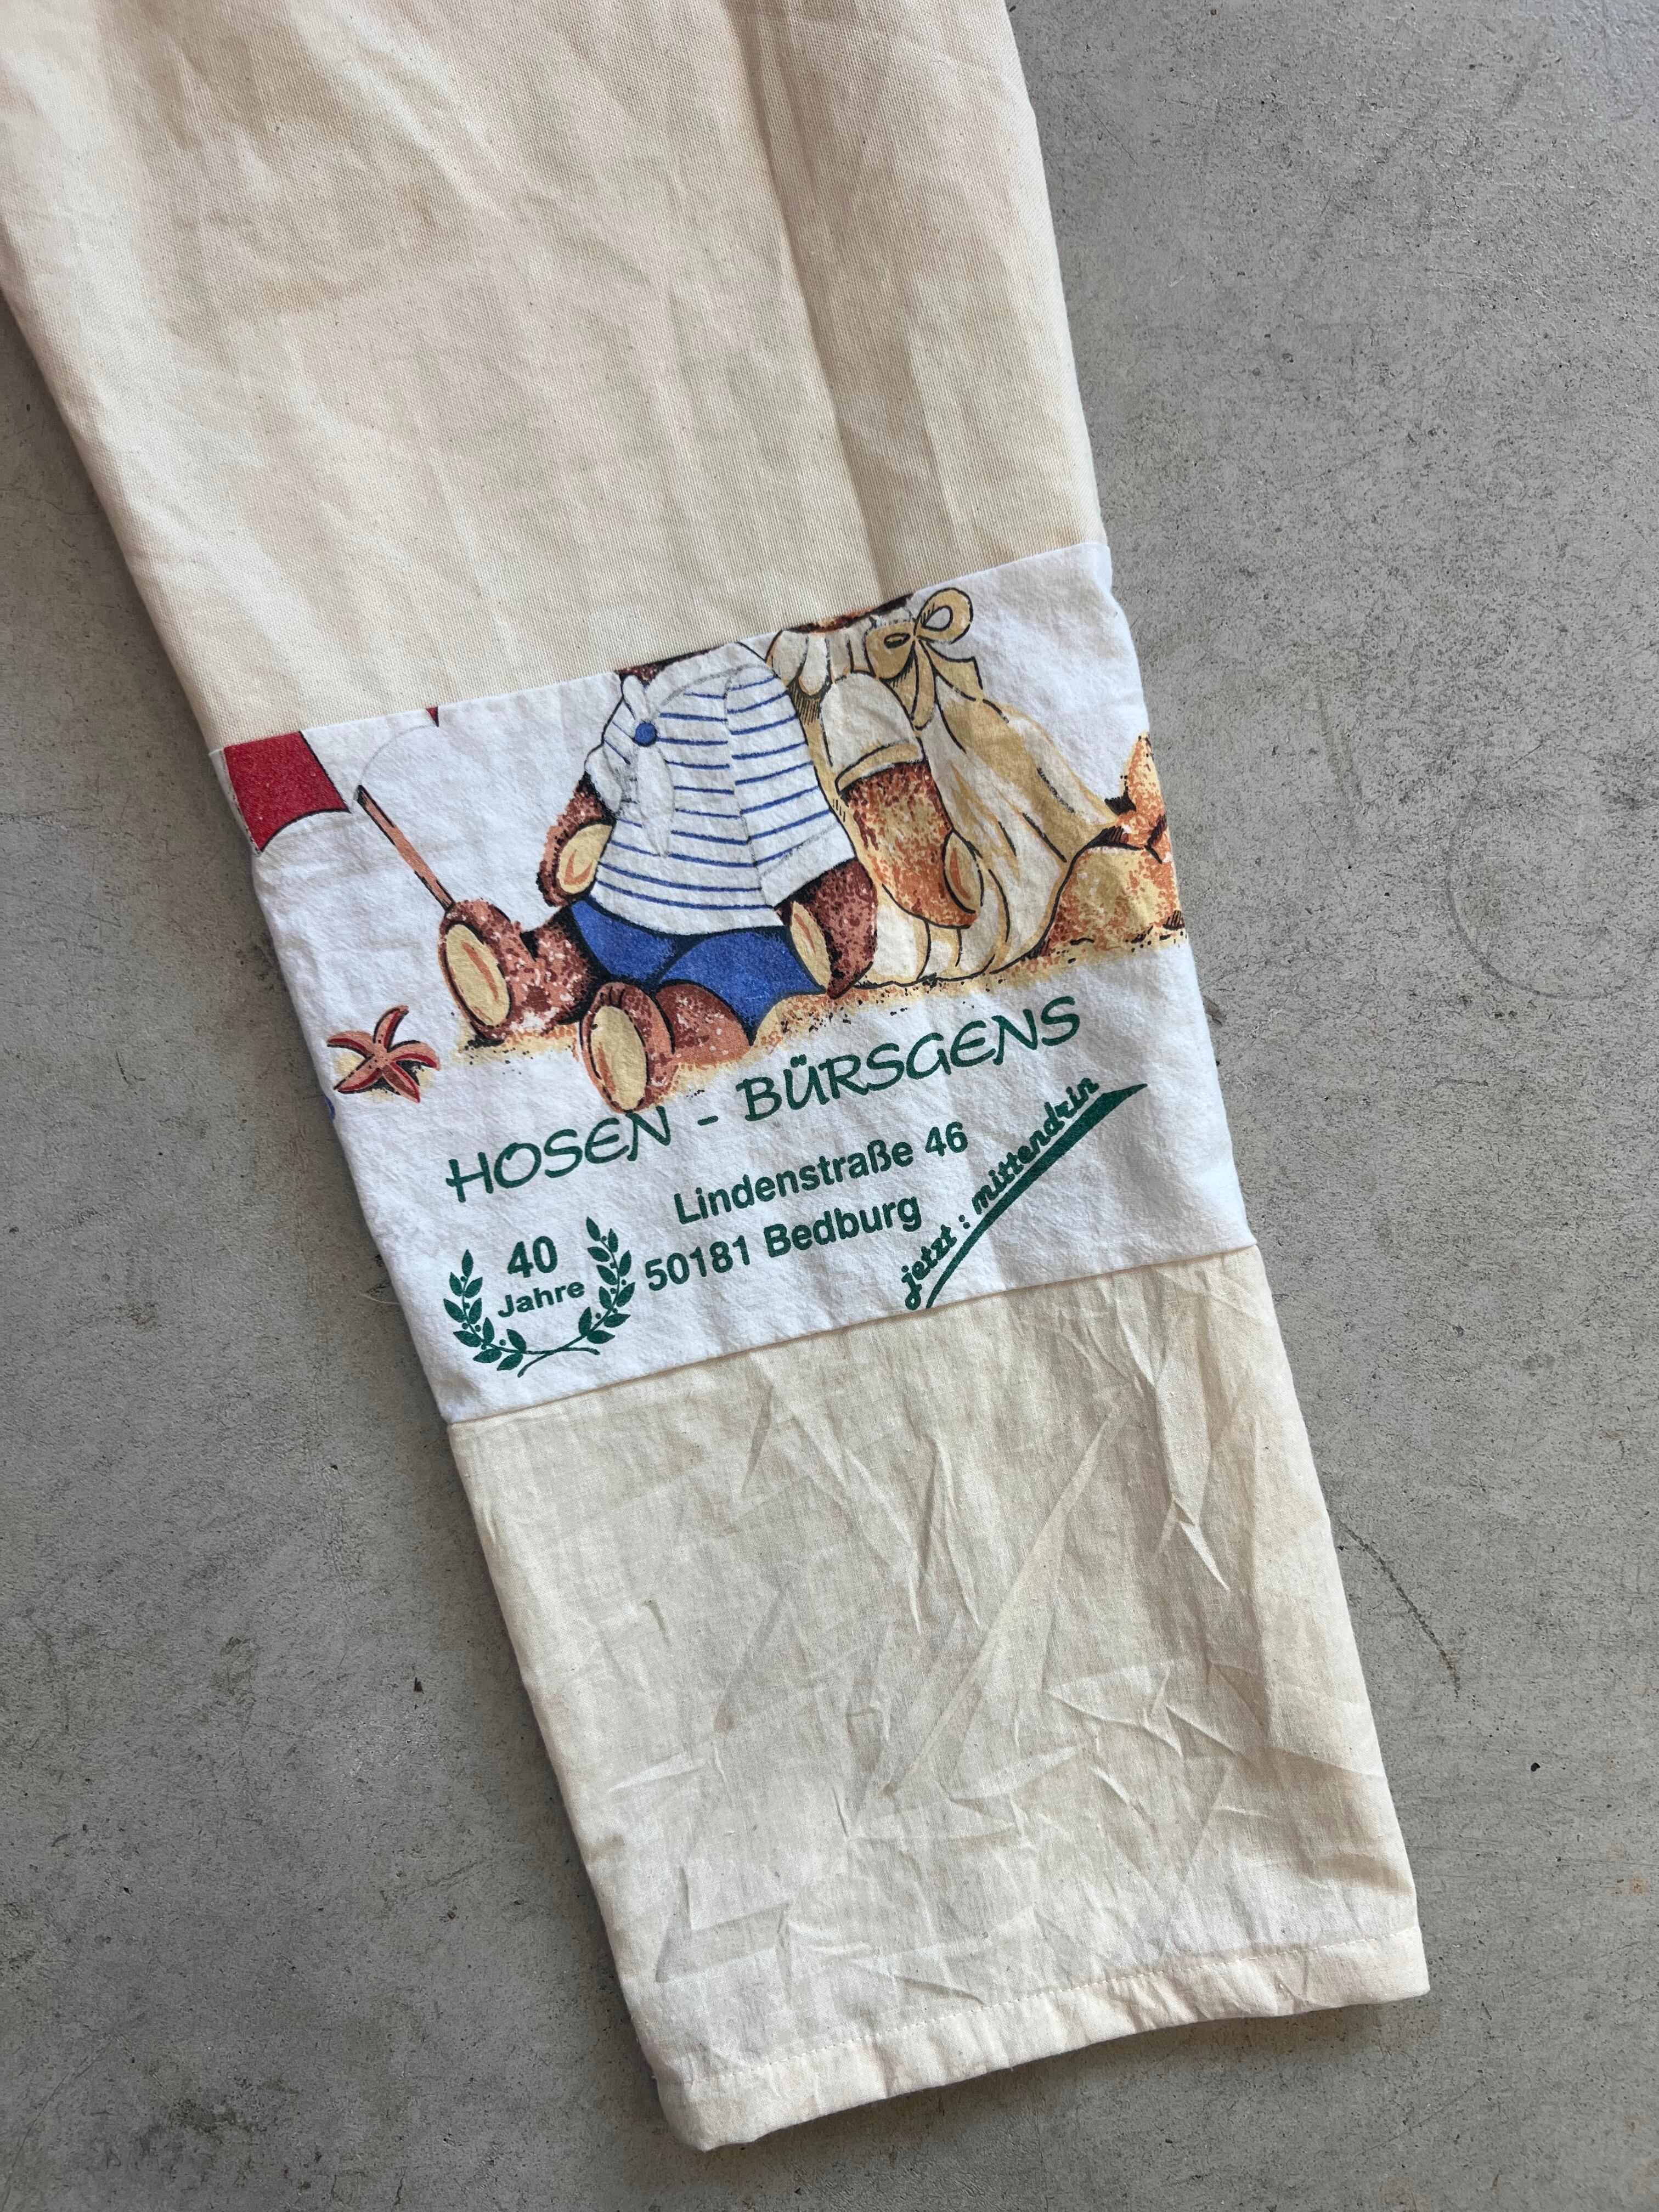 HOSEN - BÜRSGENS
Lindenstraße 46
50181 Bedburg
jetzt : mittendrin
40
Jahre